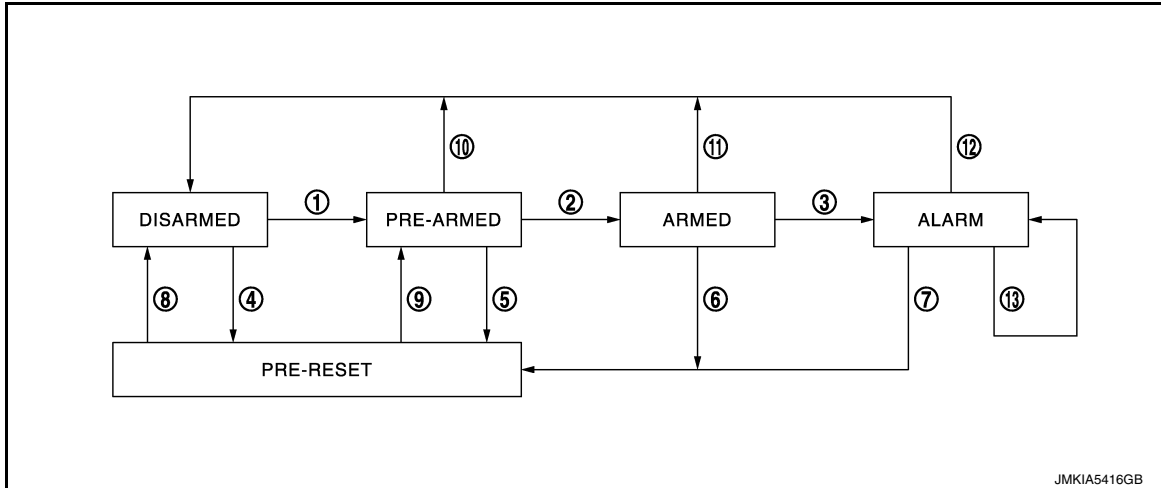 ⑩ ⑪ ⑫
DISARMED ① PRE-ARMED ② ARMED ③ ALARM
⑧ ④ ⑨ ⑤ ⑥ ⑦ ⑬
PRE-RESET
JMKIA5416GB